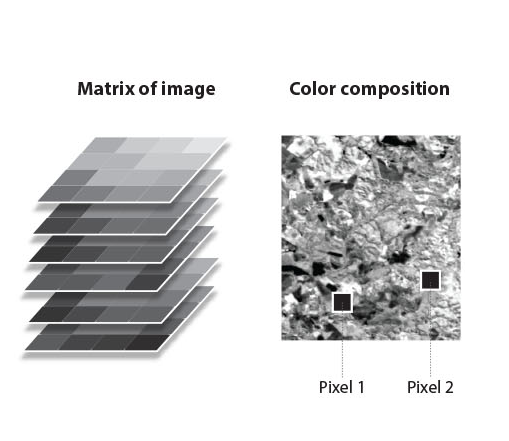 Matrix of image
Color composition
Pixel 1
Pixel 2